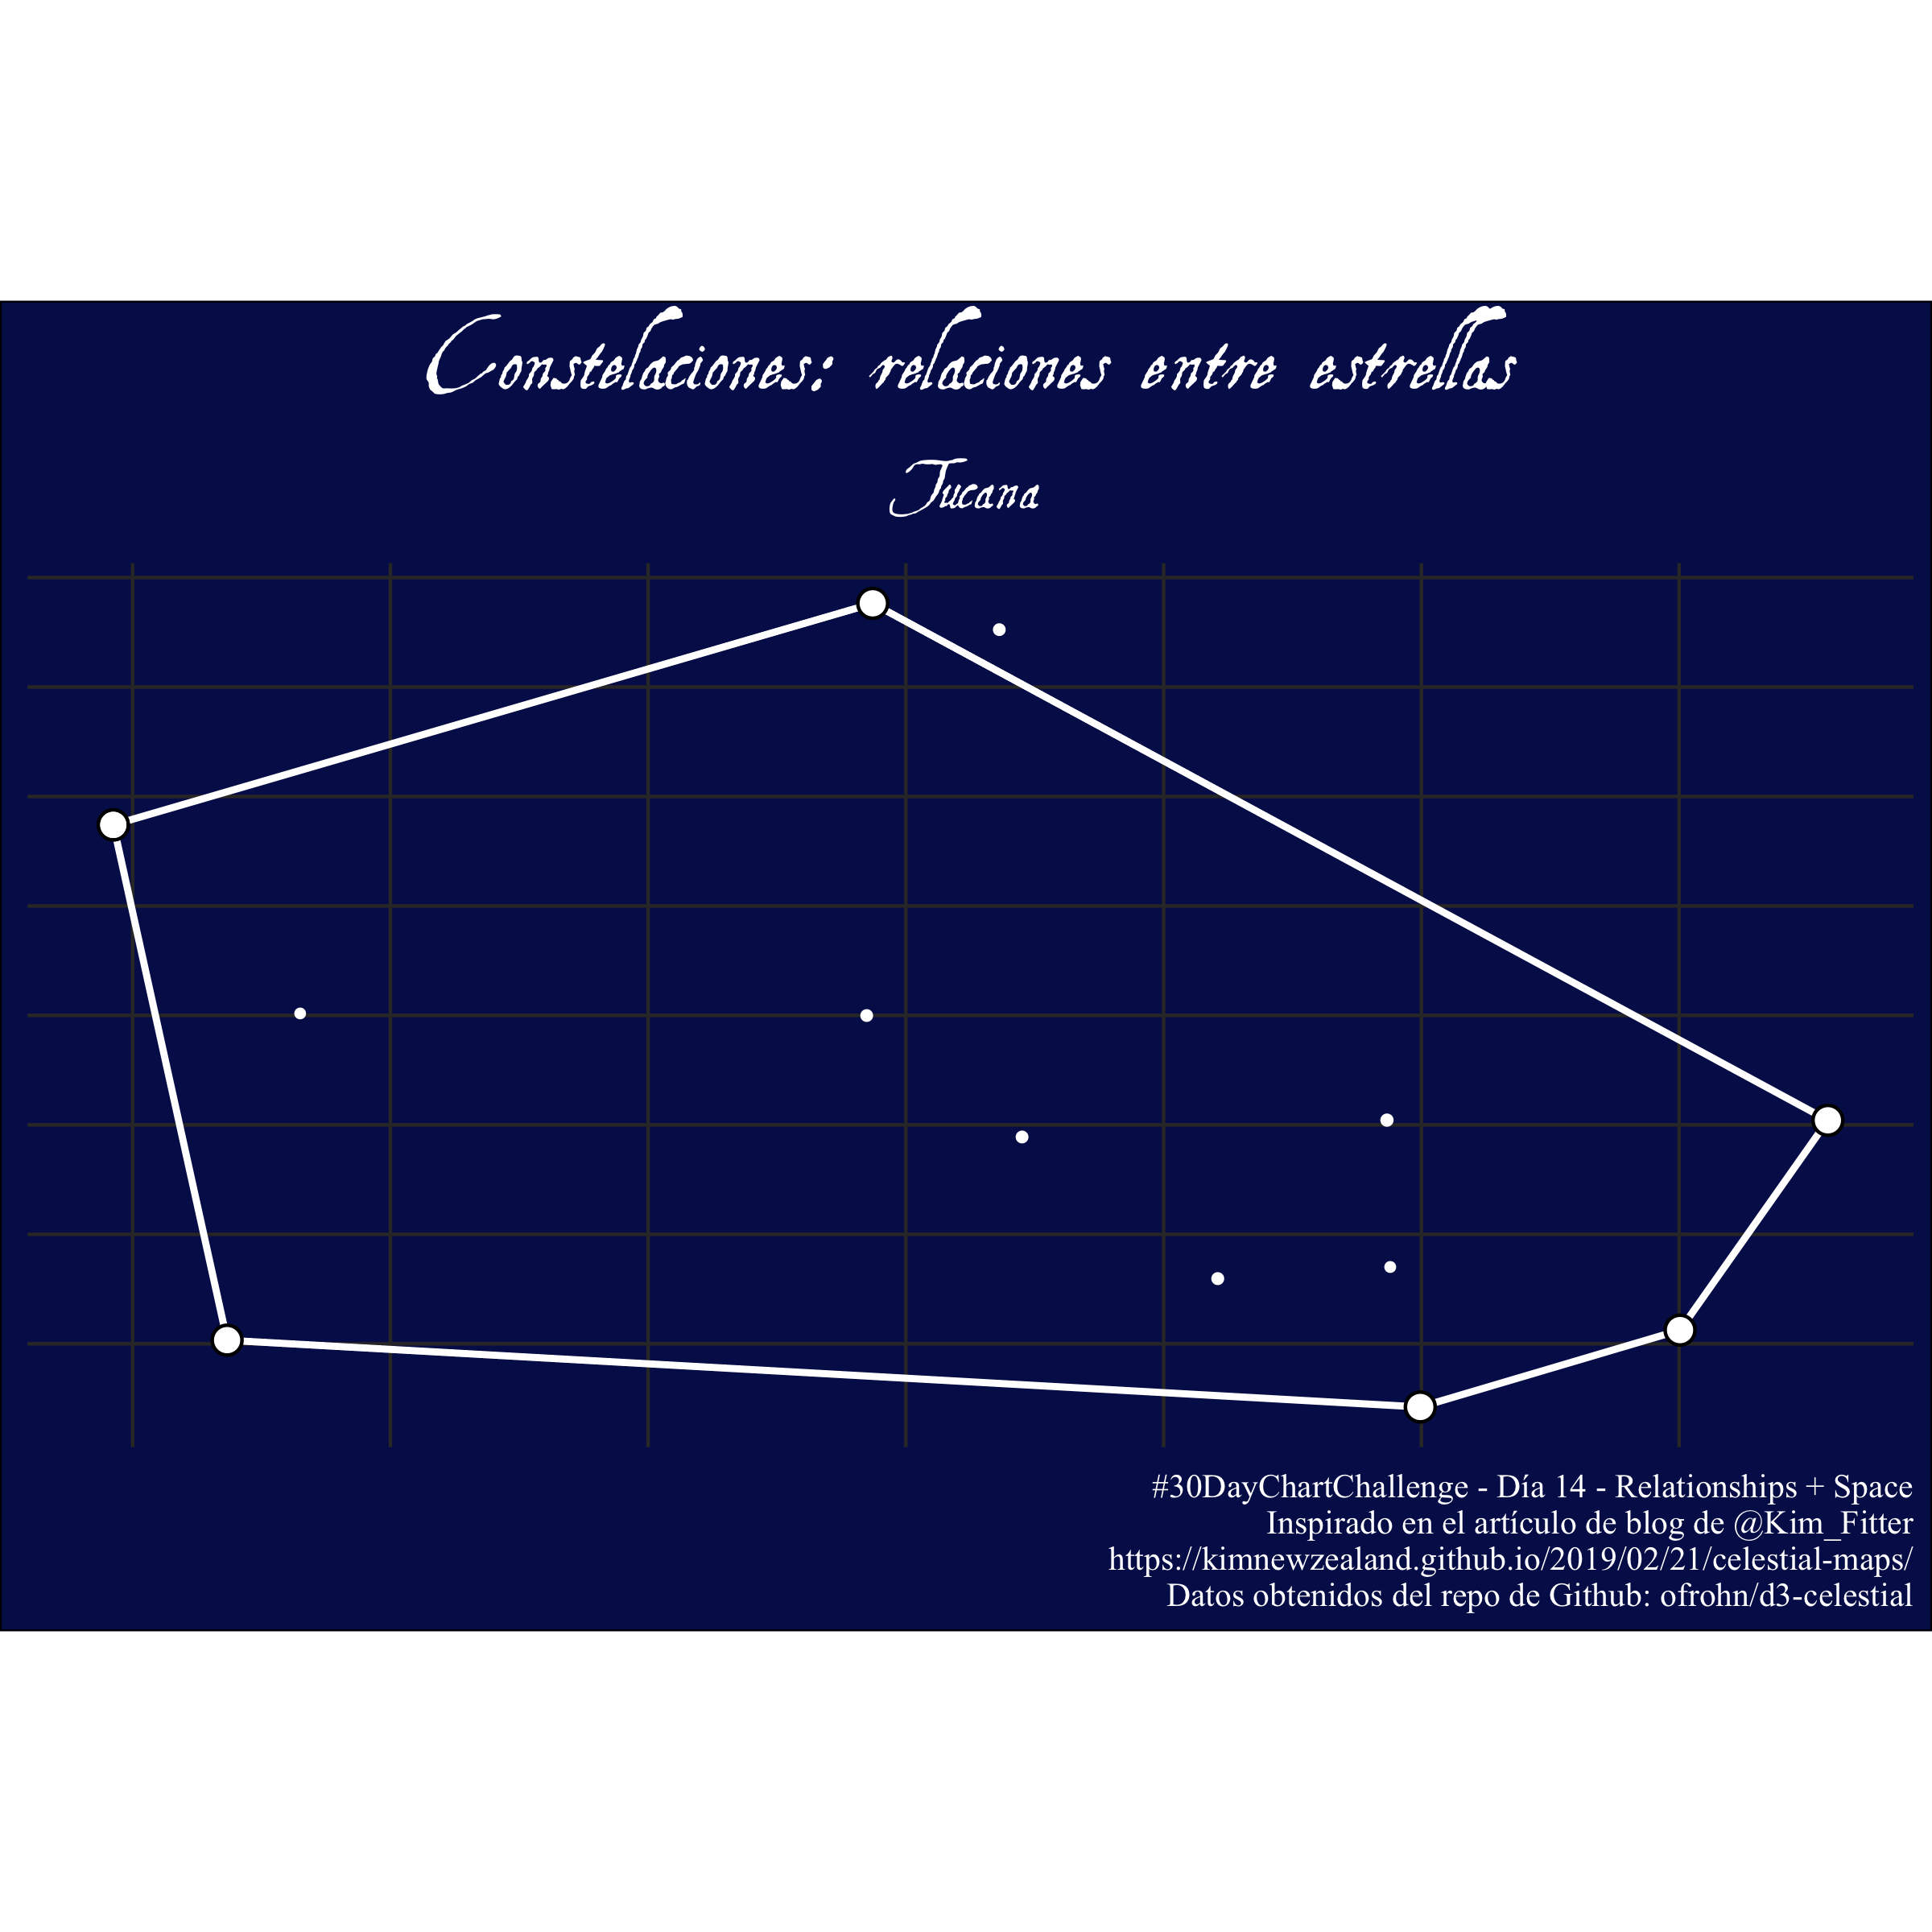 Constelaciones: relaciones entre estrellas
Tucana
#30DayChartChallenge - Día 14 - Relationships + Space
Inspirado en el artículo de blog de @Kim_Fitter
https://kimnewzealand.github.io/2019/02/21/celestial-maps/
Datos obtenidos del repo de Github: ofrohn/d3-celestial